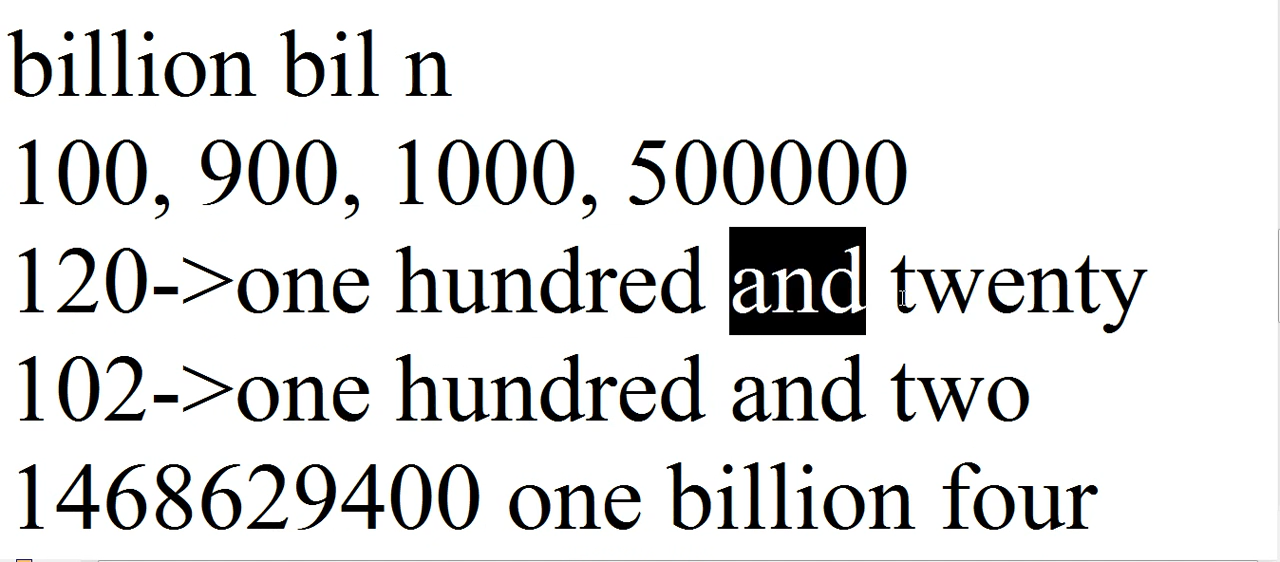 billion bil n
100, 900, 1000, 500000
120->one hundred and twenty
102->one hundred and two
1468629400 one billion four